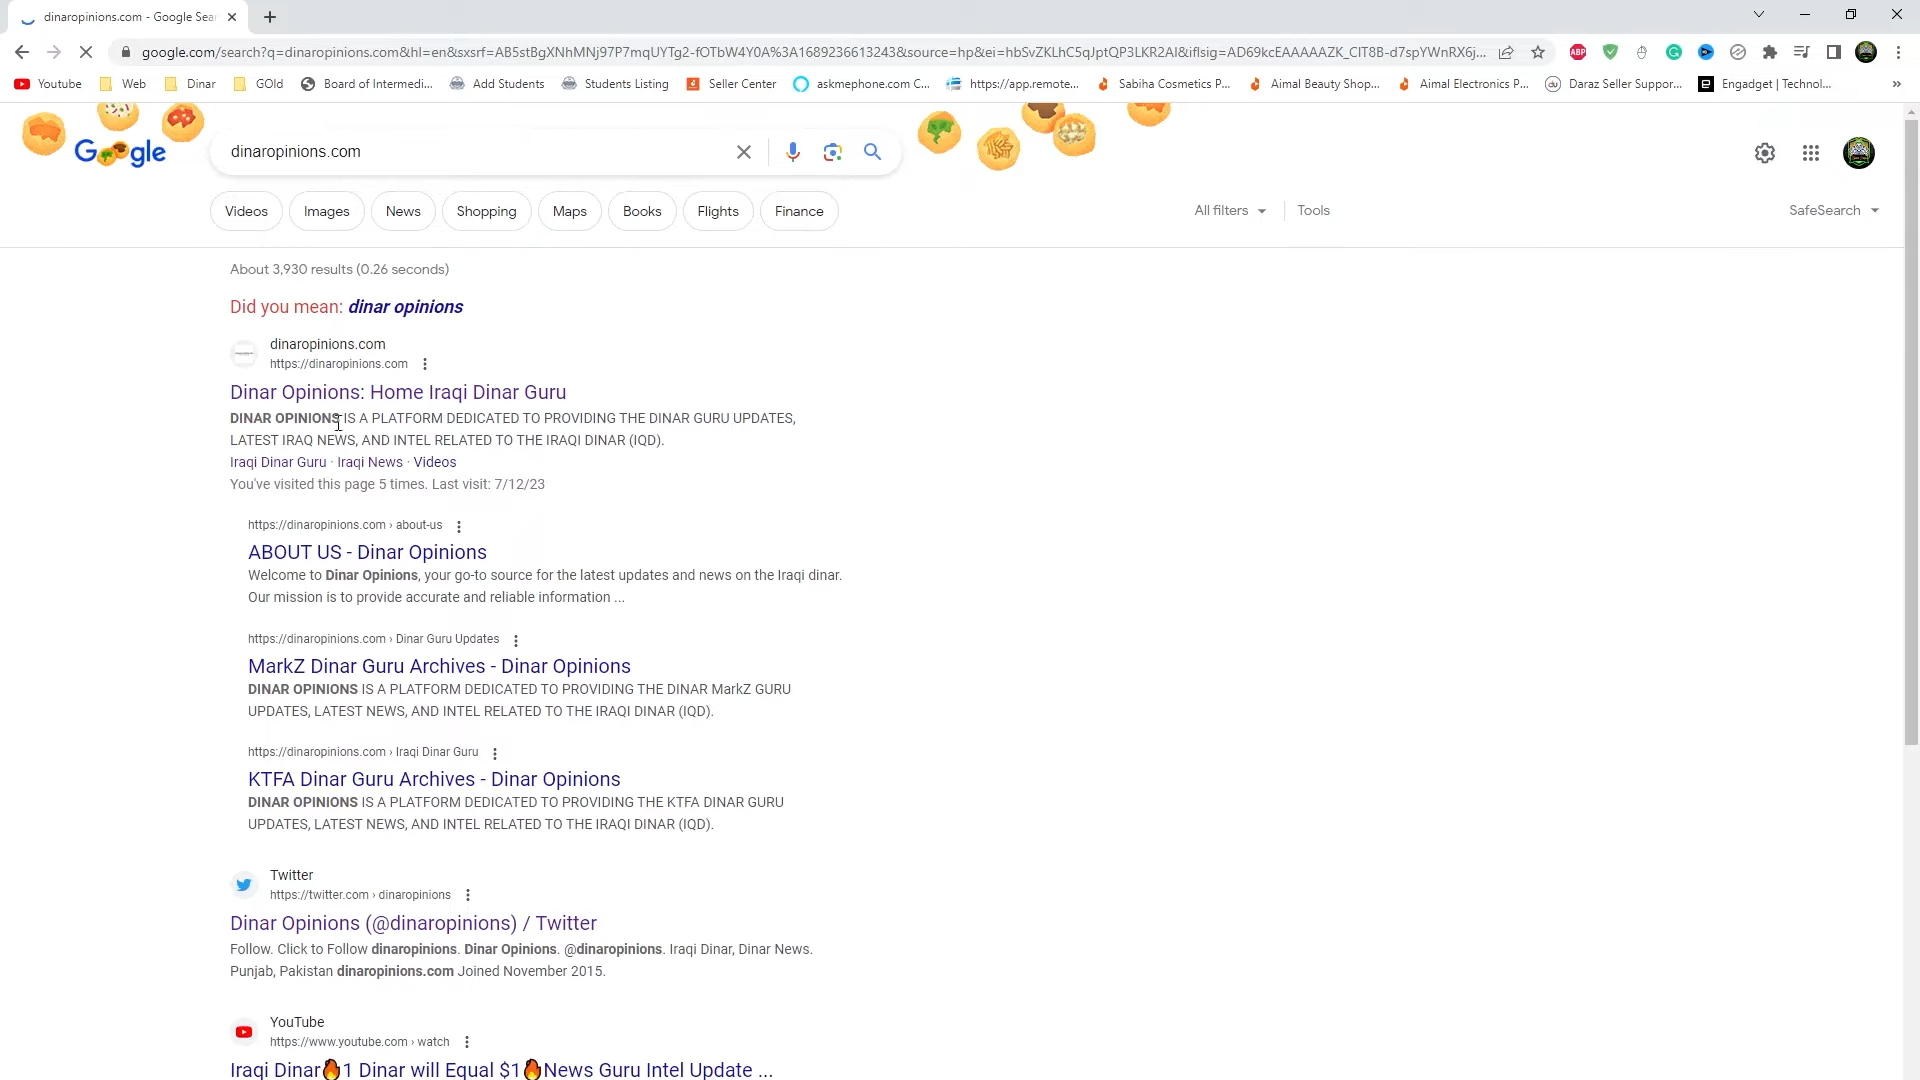 dinaropinions.com - Google Sear
google.com/search?q=dinaropinions.com&hl=en&sxsrf=AB5stBgXNhMNj97P7mqUYTg2-fOTbW4Y0A%3A1689236613243&source=hp&ei=hbSvZKLhC5qJptQP3LKR2AI&iflsig=AD69kcEAAAAAZK_CIT8B-d7spYWnRX6j...
Youtube Web Dinar GOld Board of Intermedi... Add Students Students Listing Seller Center askmephone.com C... https://app.remote... Sabiha Cosmetics P... Aimal Beauty Shop... Aimal Electronics P... Daraz Seller Suppor... Engadget | Technol... »
Google
dinaropinions.com
Videos Images News Shopping Maps Books Flights Finance All filters Tools SafeSearch
About 3,930 results (0.26 seconds)
Did you mean: dinar opinions
dinaropinions.com
https://dinaropinions.com
Dinar Opinions: Home Iraqi Dinar Guru
DINAR OPINIONS IS A PLATFORM DEDICATED TO PROVIDING THE DINAR GURU UPDATES,
LATEST IRAQ NEWS, AND INTEL RELATED TO THE IRAQI DINAR (IQD).
Iraqi Dinar Guru · Iraqi News · Videos
You've visited this page 5 times. Last visit: 7/12/23
https://dinaropinions.com › about-us
ABOUT US - Dinar Opinions
Welcome to Dinar Opinions, your go-to source for the latest updates and news on the Iraqi dinar.
Our mission is to provide accurate and reliable information ...
https://dinaropinions.com › Dinar Guru Updates
MarkZ Dinar Guru Archives - Dinar Opinions
DINAR OPINIONS IS A PLATFORM DEDICATED TO PROVIDING THE DINAR MarkZ GURU
UPDATES, LATEST NEWS, AND INTEL RELATED TO THE IRAQI DINAR (IQD).
https://dinaropinions.com › Iraqi Dinar Guru
KTFA Dinar Guru Archives - Dinar Opinions
DINAR OPINIONS IS A PLATFORM DEDICATED TO PROVIDING THE KTFA DINAR GURU
UPDATES, LATEST NEWS, AND INTEL RELATED TO THE IRAQI DINAR (IQD).
Twitter
https://twitter.com › dinaropinions
Dinar Opinions (@dinaropinions) / Twitter
Follow. Click to Follow dinaropinions. Dinar Opinions. @dinaropinions. Iraqi Dinar, Dinar News.
Punjab, Pakistan dinaropinions.com Joined November 2015.
YouTube
https://www.youtube.com › watch
Iraqi Dinar🔥1 Dinar will Equal $1🔥News Guru Intel Update ...